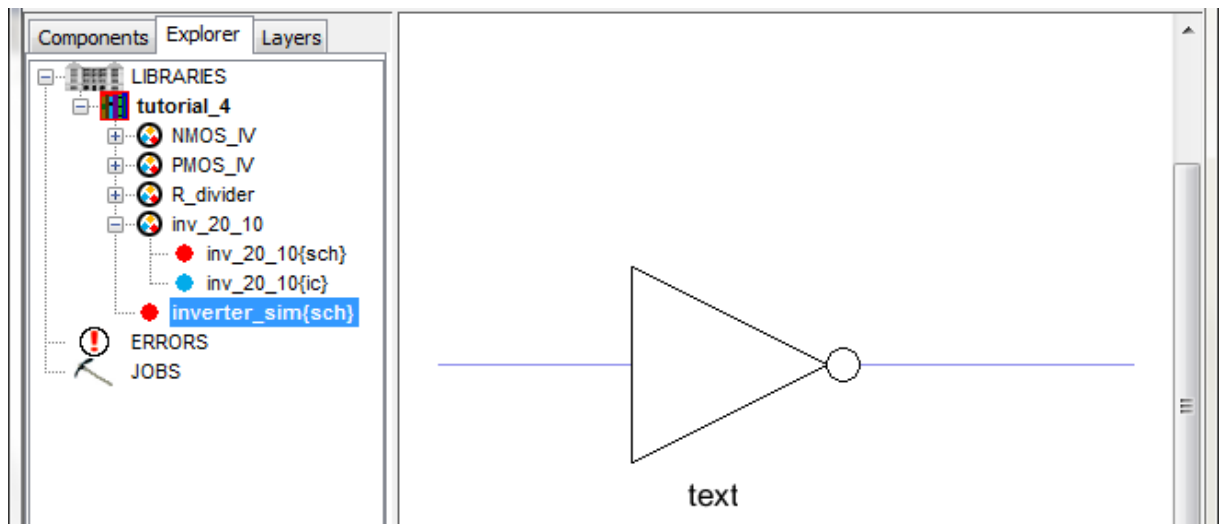 Components Explorer Layers
LIBRARIES
tutorial_4
NMOS_IV
PMOS_IV
R_divider
inv_20_10
inv_20_10{sch}
inv_20_10{ic}
inverter_sim{sch}
ERRORS
JOBS
text